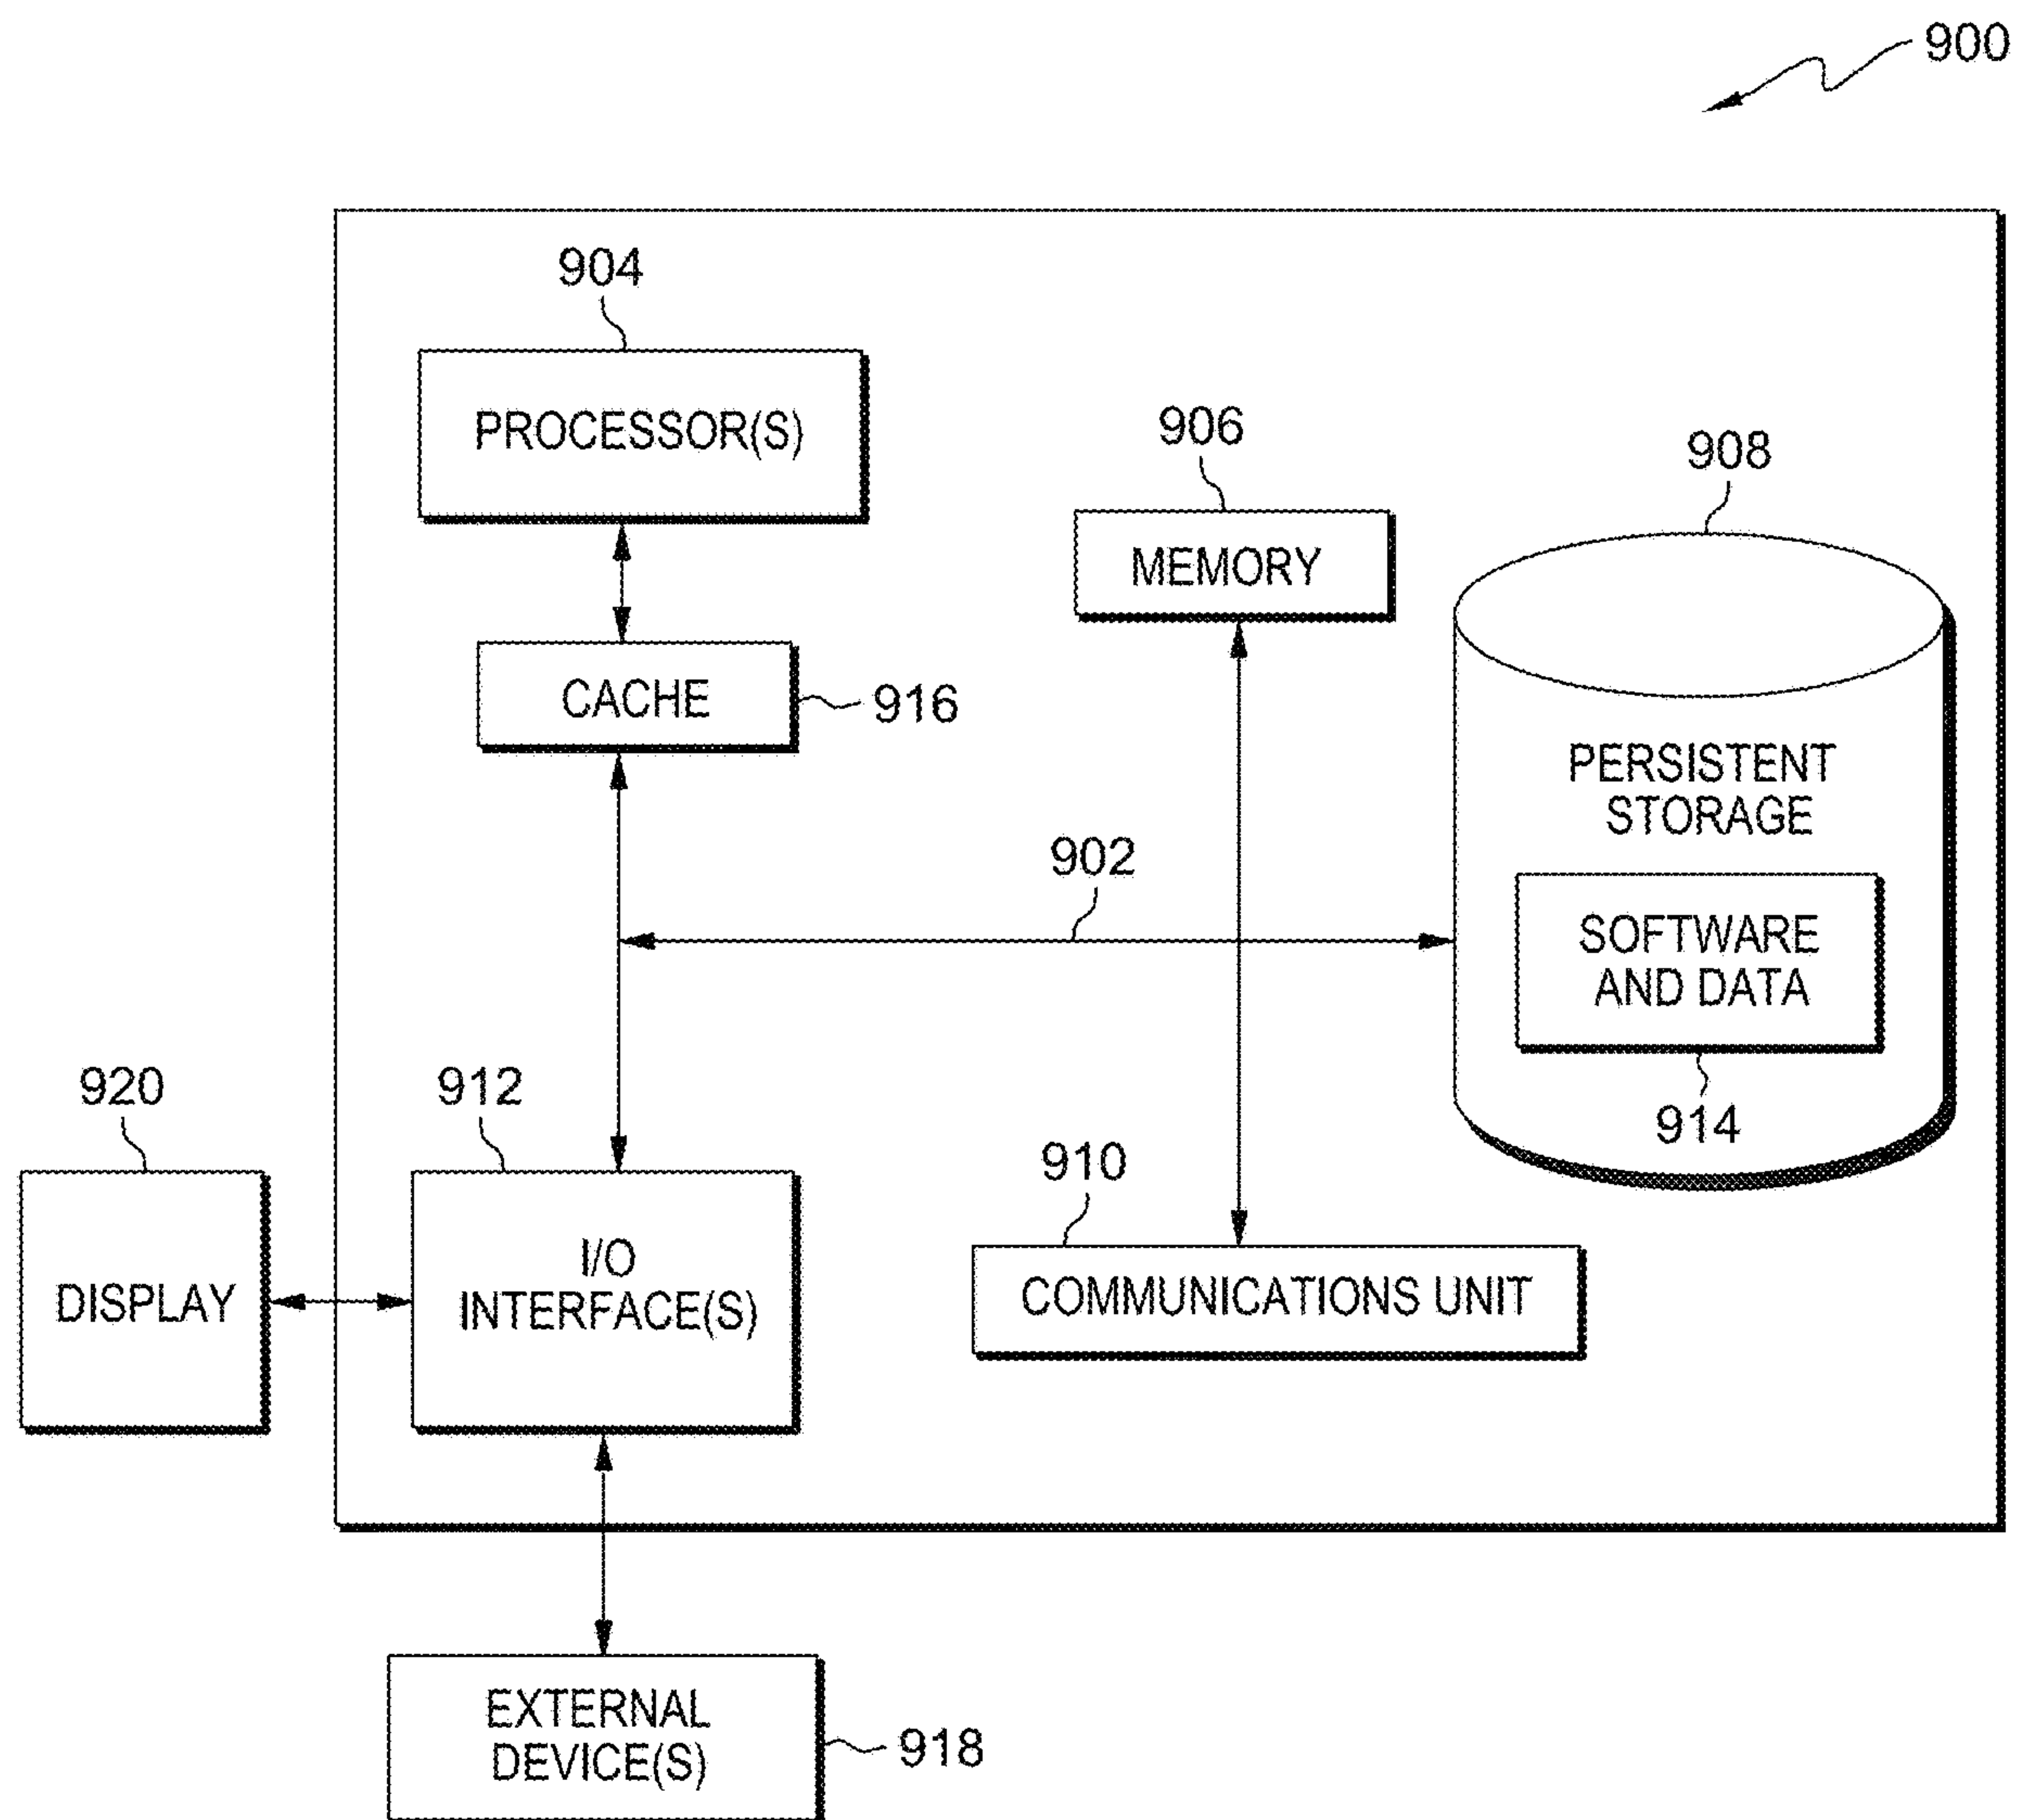 900
904
PROCESSOR(S)
906
MEMORY
908
CACHE
916
PERSISTENT
STORAGE
902
SOFTWARE
AND DATA
914
920
DISPLAY
912
I/O
INTERFACE(S)
910
COMMUNICATIONS UNIT
EXTERNAL
DEVICE(S)
918